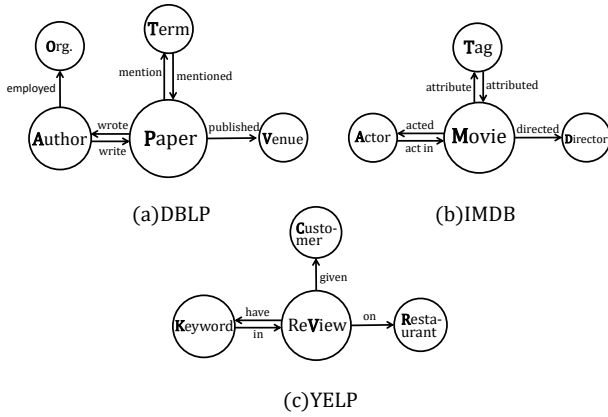 Org.
Term
employed
mention
mentioned
Author
wrote
write
Paper
published
Venue
(a)DBLP
Tag
attribute
attributed
Actor
acted
act in
Movie
directed
Director
(b)IMDB
Custo-
mer
given
Keyword
have
in
ReView
on
Resta-
urant
(c)YELP